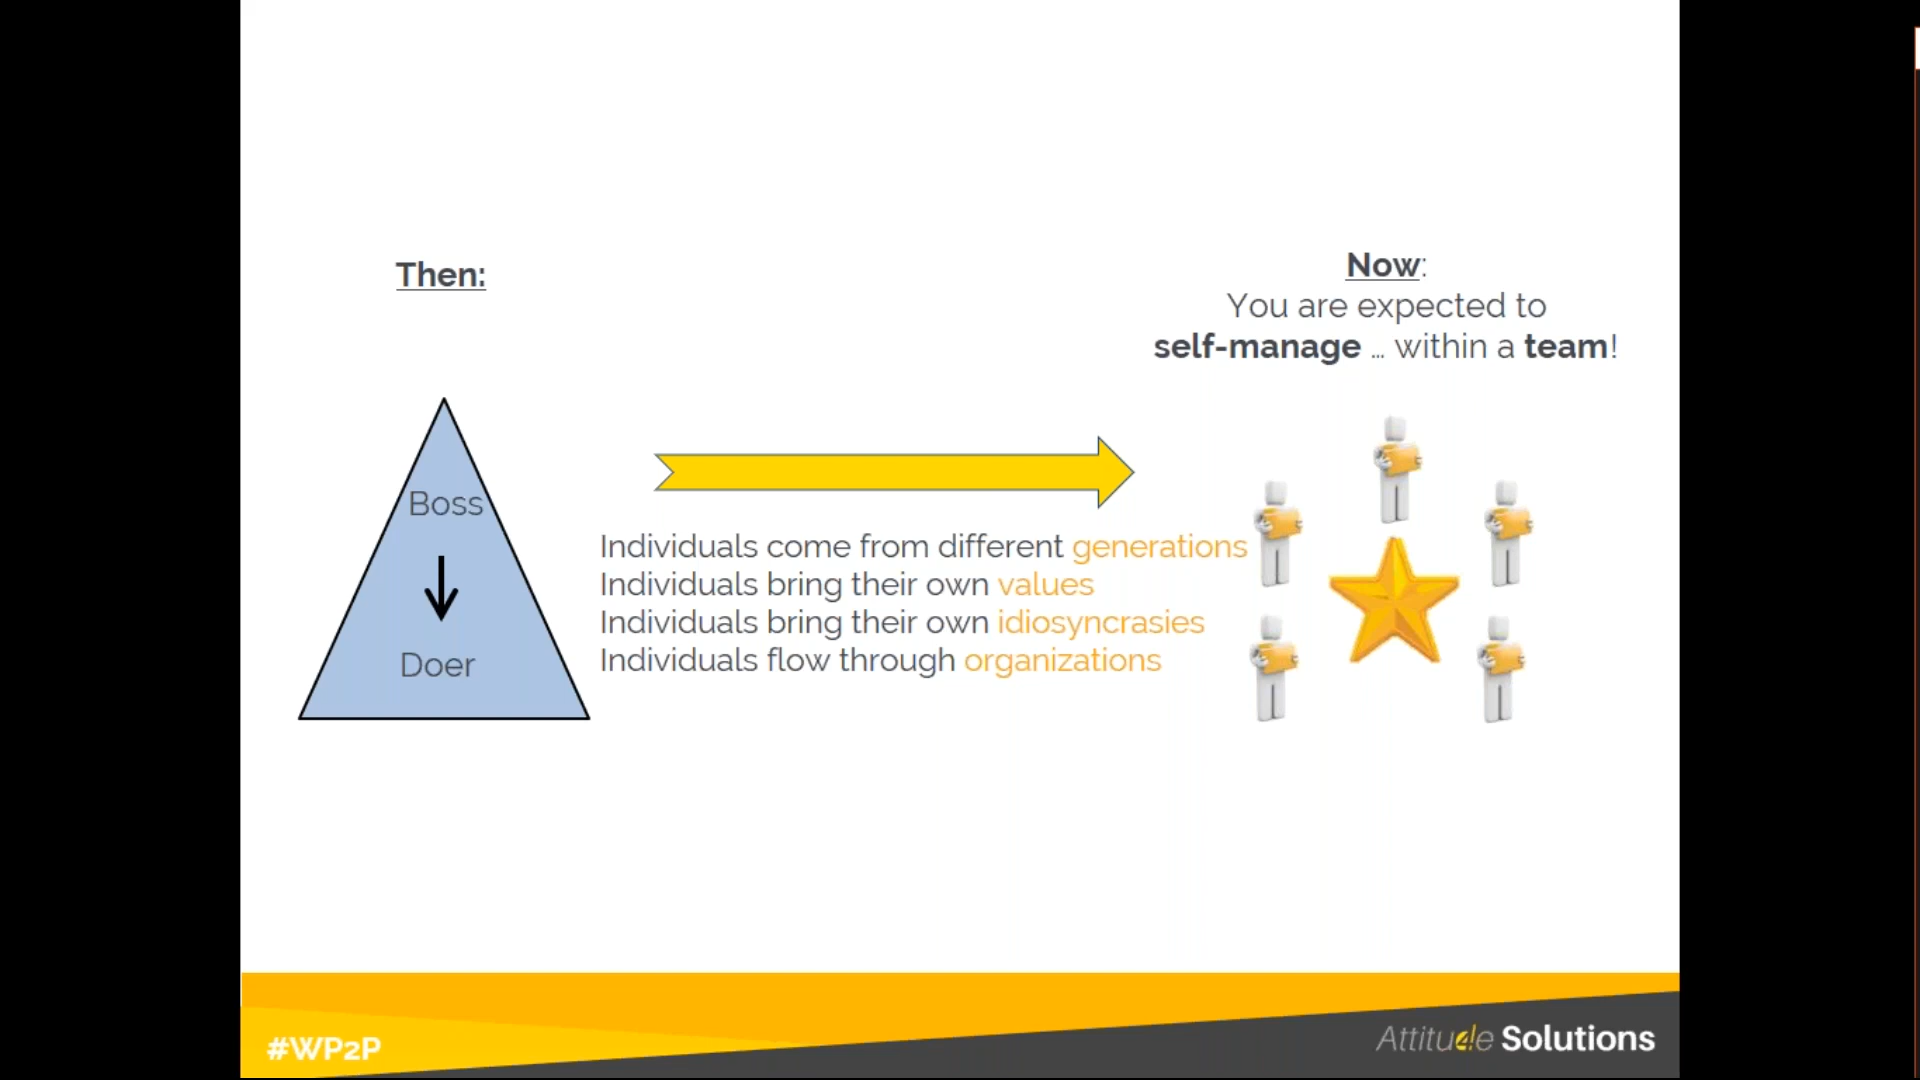 Then:
Now:
You are expected to
self-manage ... within a team!
Boss
Doer
Individuals come from different generations
Individuals bring their own values
Individuals bring their own idiosyncrasies
Individuals flow through organizations
#WP2P
Attitude Solutions